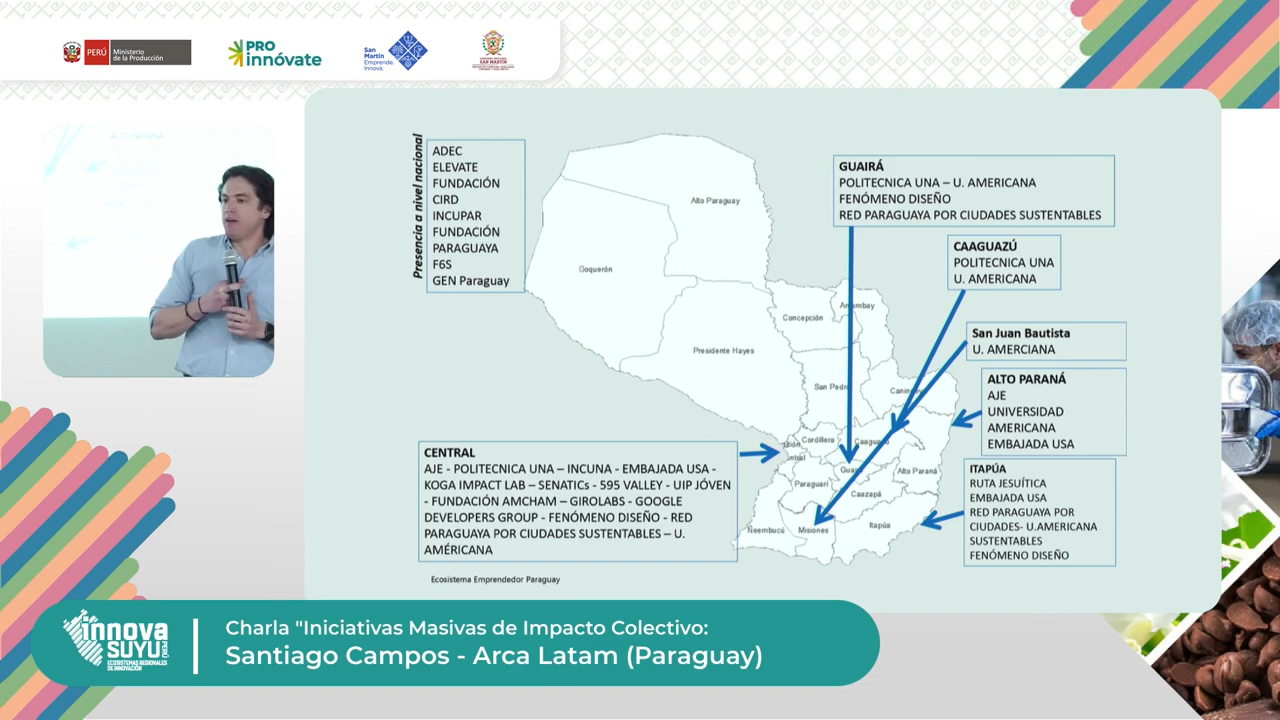 PERÚ
Ministerio
de la Producción
PRO
innóvate
San
Martín
Emprende.
Innova.
SAN MARTÍN
ALTO PARANÁ
Presencia a nivel nacional
ADEC
ELEVATE
FUNDACIÓN
CIRD
INCUPAR
FUNDACIÓN
PARAGUAYA
F6S
GEN Paraguay
GUAIRÁ
POLITECNICA UNA – U. AMERICANA
FENÓMENO DISEÑO
RED PARAGUAYA POR CIUDADES SUSTENTABLES
CAAGUAZÚ
POLITECNICA UNA
U. AMERICANA
San Juan Bautista
U. AMERCIANA
ALTO PARANÁ
AJE
UNIVERSIDAD
AMERICANA
EMBAJADA USA
ITAPÚA
RUTA JESUÍTICA
EMBAJADA USA
RED PARAGUAYA POR
CIUDADES- U.AMERICANA
SUSTENTABLES
FENÓMENO DISEÑO
Alto Paraguay
Boquerón
Concepción
Presidente Hayes
Cordillera
Alto Paraná
Paraguarí
Caazapá
Ñeembucú
Misiones
Itapúa
CENTRAL
AJE - POLITECNICA UNA – INCUNA - EMBAJADA USA -
KOGA IMPACT LAB – SENATICs - 595 VALLEY - UIP JÓVEN
- FUNDACIÓN AMCHAM – GIROLABS - GOOGLE
DEVELOPERS GROUP - FENÓMENO DISEÑO - RED
PARAGUAYA POR CIUDADES SUSTENTABLES – U.
AMÉRICANA
Ecosistema Emprendedor Paraguay
innova
SUYU
PERÚ
ECOSISTEMAS REGIONALES
DE INNOVACIÓN
Charla "Iniciativas Masivas de Impacto Colectivo:
Santiago Campos - Arca Latam (Paraguay)